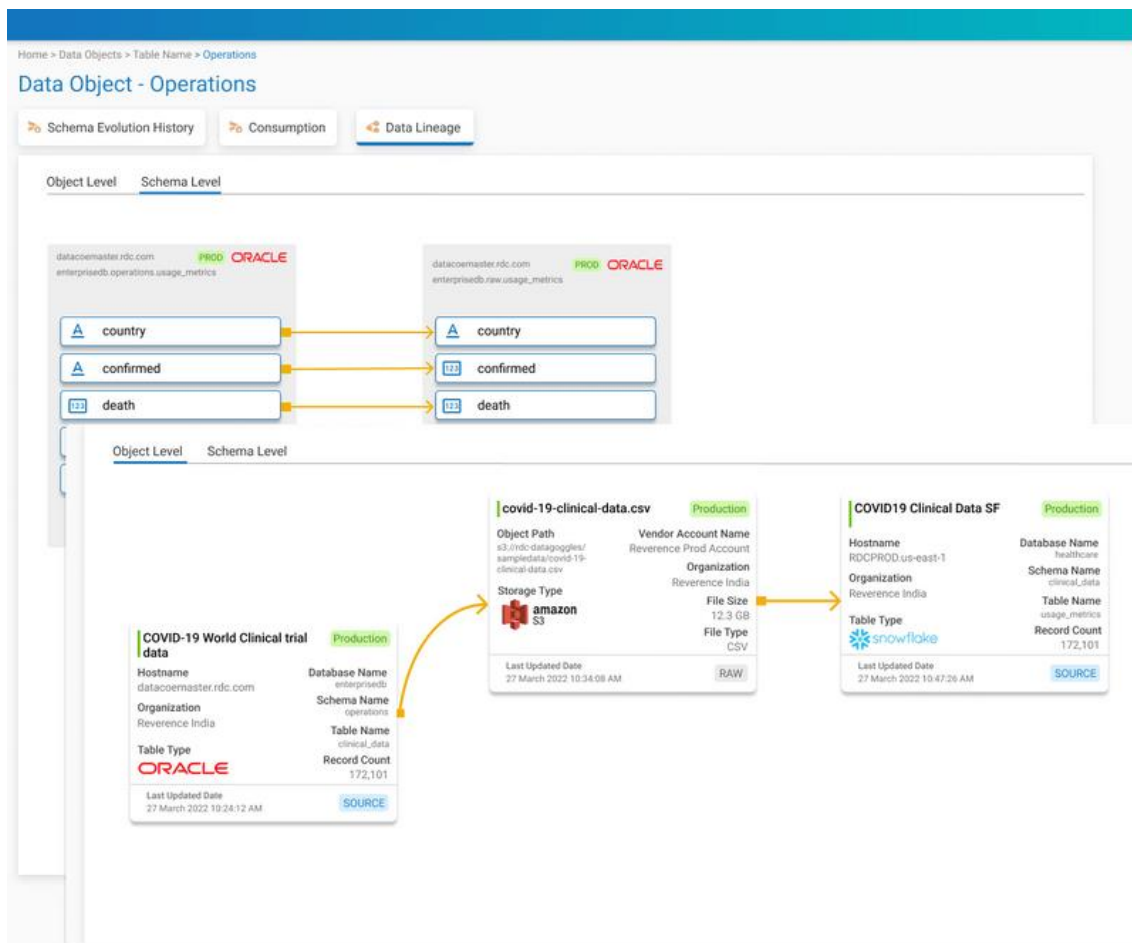 Home > Data Objects > Table Name > Operations
Data Object - Operations
Schema Evolution History
Consumption
Data Lineage
Object Level
Schema Level
datacoemaster.rdc.com
PROD
ORACLE
enterprisedb.operations.usage_metrics
A country
A confirmed
123 death
datacoemaster.rdc.com
PROD
ORACLE
enterprisedb.raw.usage_metrics
A country
123 confirmed
123 death
Object Level
Schema Level
COVID-19 World Clinical trial
data
Production
Hostname
datacoemaster.rdc.com
Organization
Reverence India
Table Type
ORACLE
Database Name
enterprisedb
Schema Name
operations
Table Name
clinical_data
Record Count
172,101
Last Updated Date
27 March 2022 10:24:12 AM
SOURCE
covid-19-clinical-data.csv
Production
Object Path
s3://rdc-datagoggles/
sampledata/covid-19-
clinical-data.csv
Storage Type
amazon
S3
Vendor Account Name
Reverence Prod Account
Organization
Reverence India
File Size
12.3 GB
File Type
CSV
Last Updated Date
27 March 2022 10:34:08 AM
RAW
COVID19 Clinical Data SF
Production
Hostname
RDCPROD.us-east-1
Organization
Reverence India
Table Type
snowflake
Database Name
healthcare
Schema Name
clinical_data
Table Name
usage_metrics
Record Count
172,101
Last Updated Date
27 March 2022 10:47:26 AM
SOURCE